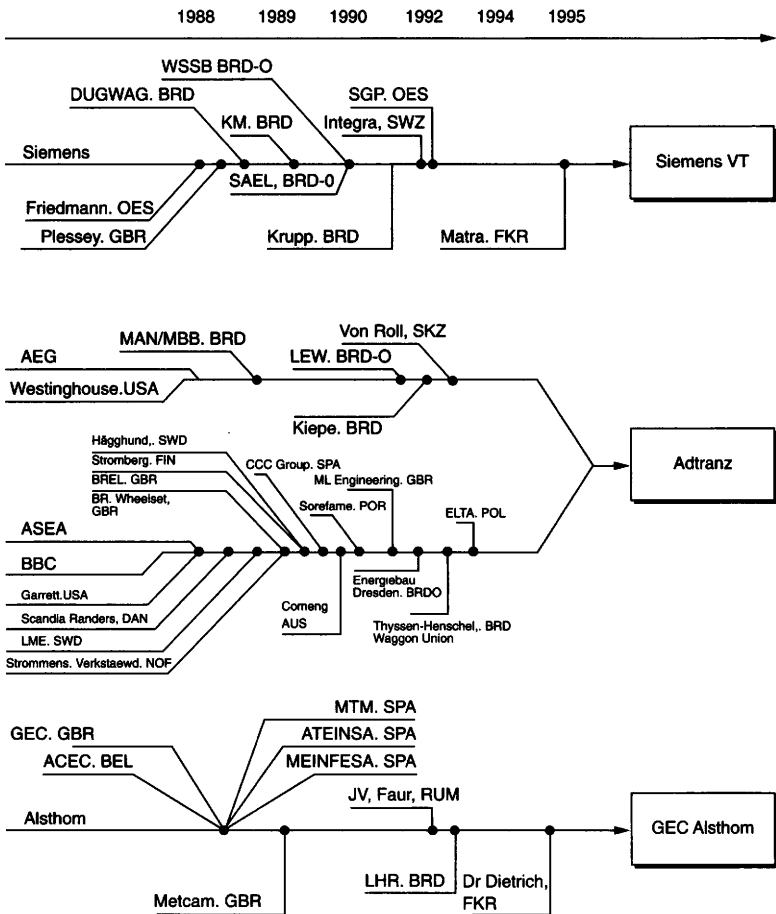 1988 1989 1990 1992 1994 1995
WSSB BRD-O
DUGWAG. BRD
SGP. OES
KM. BRD
Integra, SWZ
Siemens
Siemens VT
SAEL, BRD-0
Friedmann. OES
Plessey. GBR
Krupp. BRD
Matra. FKR
Von Roll, SKZ
MAN/MBB. BRD
AEG
LEW. BRD-O
Westinghouse.USA
Kiepe. BRD
Hägghund,. SWD
Stromberg. FIN
CCC Group. SPA
Adtranz
BREL. GBR
ML Engineering. GBR
BR. Wheelset,
GBR
Sorefame. POR
ELTA. POL
ASEA
BBC
Energiebau
Dresden. BRDO
Garrett.USA
Comeng
AUS
Scandia Randers, DAN
Thyssen-Henschel,. BRD
Waggon Union
LME. SWD
Strommens. Verkstaewd. NOF
MTM. SPA
GEC. GBR
ATEINSA. SPA
ACEC. BEL
MEINFESA. SPA
JV, Faur, RUM
Alsthom
GEC Alsthom
LHR. BRD
Dr Dietrich,
FKR
Metcam. GBR